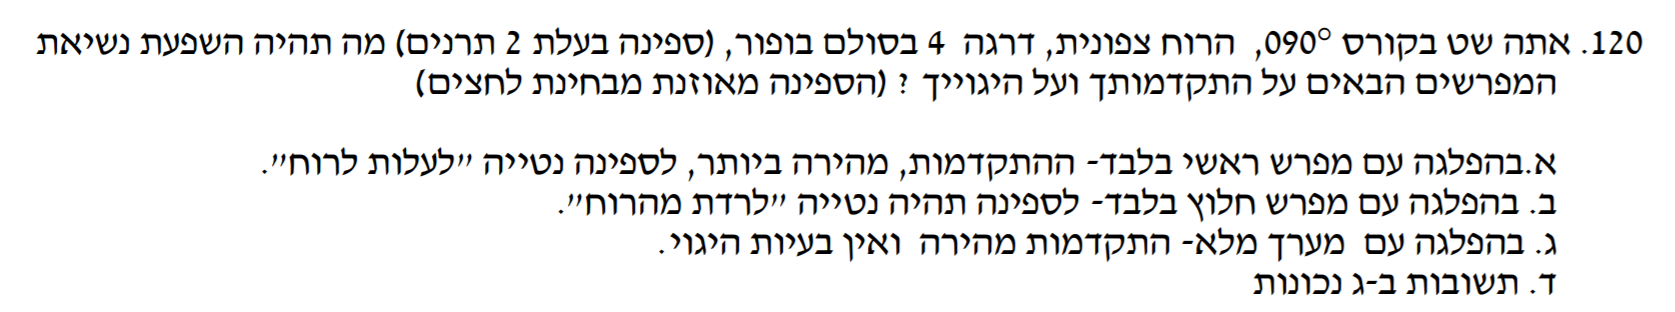 120. אתה שט בקורס 090°, הרוח צפונית, דרגה 4 בסולם בופור, (ספינה בעלת 2 תרנים) מה תהיה השפעת נשיאת
המפרשים הבאים על התקדמותך ועל היגוייך ? (הספינה מאוזנת מבחינת לחצים)
א.בהפלגה עם מפרש ראשי בלבד- ההתקדמות, מהירה ביותר, לספינה נטייה "לעלות לרוח".
ב. בהפלגה עם מפרש חלוץ בלבד- לספינה תהיה נטייה "לרדת מהרוח".
ג. בהפלגה עם מערך מלא- התקדמות מהירה ואין בעיות היגוי.
ד. תשובות ב-ג נכונות